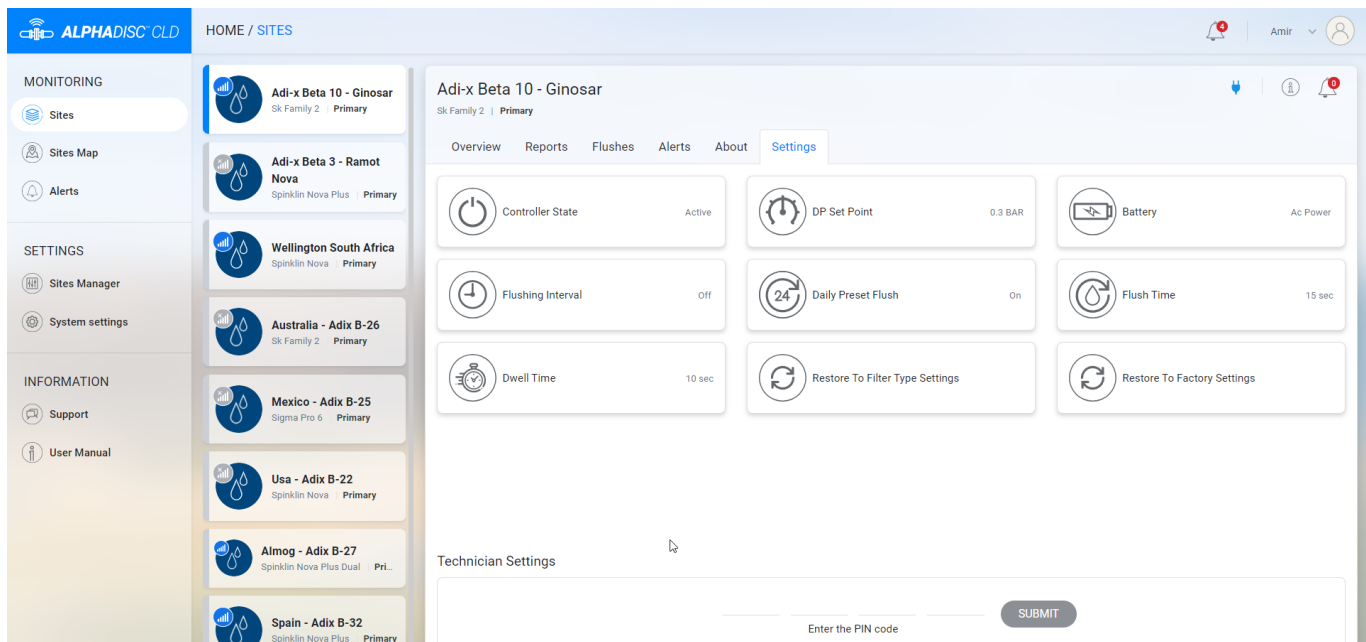 ALPHADISC™ CLD
HOME / SITES
4
Amir
MONITORING
Sites
Sites Map
Alerts
SETTINGS
Sites Manager
System settings
INFORMATION
Support
User Manual
Adi-x Beta 10 - Ginosar
Sk Family 2 | Primary
Adi-x Beta 3 - Ramot
Nova
Spinklin Nova Plus | Primary
Wellington South Africa
Spinklin Nova | Primary
Australia - Adix B-26
Sk Family 2 | Primary
Mexico - Adix B-25
Sigma Pro 6 | Primary
Usa - Adix B-22
Spinklin Nova | Primary
Almog - Adix B-27
Spinklin Nova Plus Dual | Pri...
Spain - Adix B-32
Spinklin Nova Plus | Primary
Adi-x Beta 10 - Ginosar
Sk Family 2 | Primary
0
Overview Reports Flushes Alerts About Settings
Controller State Active
DP Set Point 0.3 BAR
Battery Ac Power
Flushing Interval Off
24 Daily Preset Flush On
Flush Time 15 sec
Dwell Time 10 sec
Restore To Filter Type Settings
Restore To Factory Settings
Technician Settings
SUBMIT
Enter the PIN code